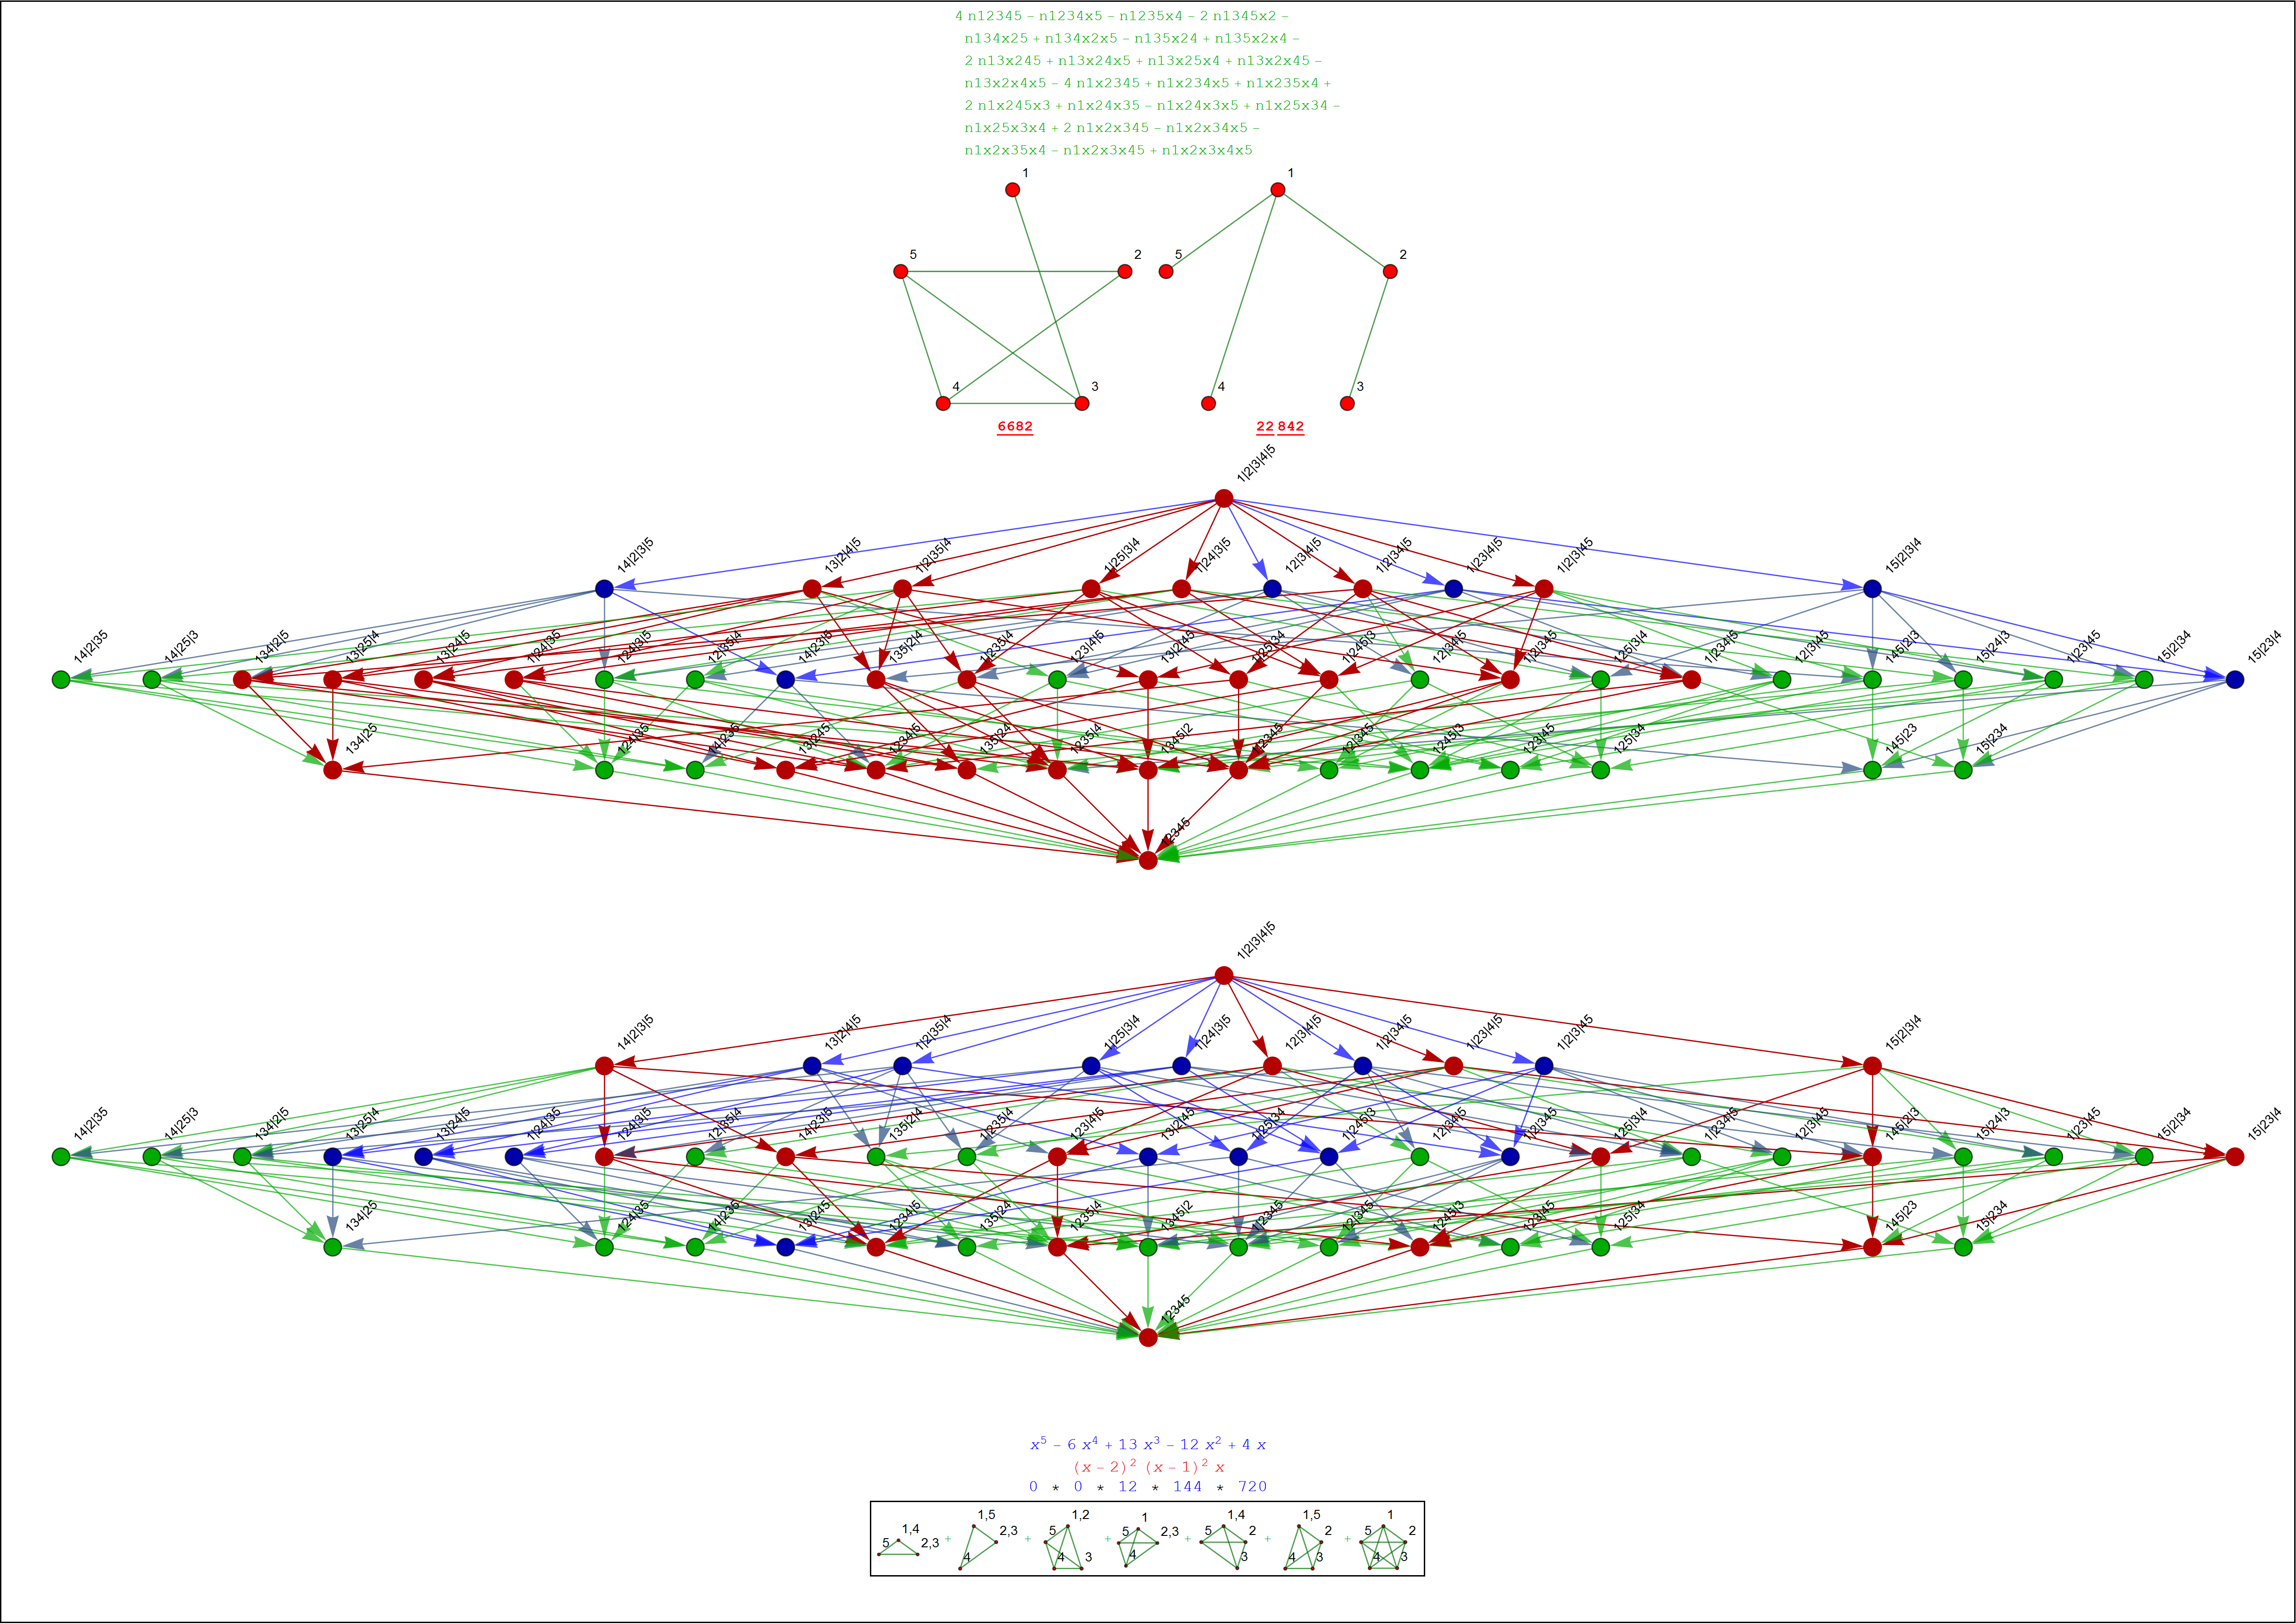 4 n12345 − n1234x5 − n1235x4 − 2 n1345x2 −
n134x25 + n134x2x5 − n135x24 + n135x2x4 −
2 n13x245 + n13x24x5 + n13x25x4 + n13x2x45 −
n13x2x4x5 − 4 n1x2345 + n1x234x5 + n1x235x4 +
2 n1x245x3 + n1x24x35 − n1x24x3x5 + n1x25x34 −
n1x25x3x4 + 2 n1x2x345 − n1x2x34x5 −
n1x2x35x4 − n1x2x3x45 + n1x2x3x4x5
1 1
5 2 5 2
4 3 4 3
6682 22 842
1|2|3|4|5
14|2|3|5 13|2|4|5 1|2|35|4 1|25|3|4 1|24|3|5 12|3|4|5 1|2|34|5 1|23|4|5 1|2|3|45 15|2|3|4
14|2|35 14|25|3 134|2|5 13|25|4 13|24|5 1|24|35 124|3|5 12|35|4 14|23|5 135|2|4 1|235|4 123|4|5 13|2|45 1|25|34 1|245|3 12|34|5 1|2|345 125|3|4 1|234|5 12|3|45 145|2|3 15|24|3 1|23|45 15|2|34 15|23|4
134|25 124|35 14|235 13|245 1234|5 135|24 1235|4 1345|2 1|2345 12|345 1245|3 123|45 125|34 145|23 15|234
12345
1|2|3|4|5
14|2|3|5 13|2|4|5 1|2|35|4 1|25|3|4 1|24|3|5 12|3|4|5 1|2|34|5 1|23|4|5 1|2|3|45 15|2|3|4
14|2|35 14|25|3 134|2|5 13|25|4 13|24|5 1|24|35 124|3|5 12|35|4 14|23|5 135|2|4 1|235|4 123|4|5 13|2|45 1|25|34 1|245|3 12|34|5 1|2|345 125|3|4 1|234|5 12|3|45 145|2|3 15|24|3 1|23|45 15|2|34 15|23|4
134|25 124|35 14|235 13|245 1234|5 135|24 1235|4 1345|2 1|2345 12|345 1245|3 123|45 125|34 145|23 15|234
12345
x⁵ − 6 x⁴ + 13 x³ − 12 x² + 4 x
(x − 2)² (x − 1)² x
0 * 0 * 12 * 144 * 720
1,4 5 2,3 + 1,5 2,3 4 + 1,2 5 4 3 + 1 5 2,3 4 + 1,4 5 2 3 + 1,5 2 4 3 + 1 5 2 4 3